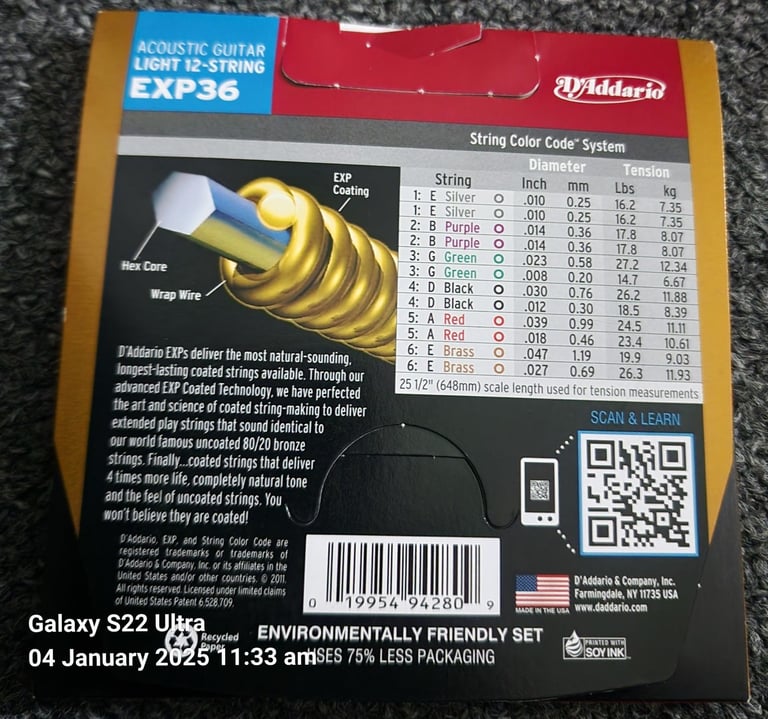 ACOUSTIC GUITAR
LIGHT 12-STRING
EXP36
D'Addario
String Color Code™ System
Diameter Tension
String Inch mm Lbs kg
1: E Silver .010 0.25 16.2 7.35
1: E Silver .010 0.25 16.2 7.35
2: B Purple .014 0.36 17.8 8.07
2: B Purple .014 0.36 17.8 8.07
3: G Green .023 0.58 27.2 12.34
3: G Green .008 0.20 14.7 6.67
4: D Black .030 0.76 26.2 11.88
4: D Black .012 0.30 18.5 8.39
5: A Red .039 0.99 24.5 11.11
5: A Red .018 0.46 23.4 10.61
6: E Brass .047 1.19 19.9 9.03
6: E Brass .027 0.69 26.3 11.93
25 1/2" (648mm) scale length used for tension measurements
EXP
Coating
Hex Core
Wrap Wire
D'Addario EXPs deliver the most natural-sounding,
longest-lasting coated strings available. Through our
advanced EXP Coated Technology, we have perfected
the art and science of coated string-making to deliver
extended play strings that sound identical to
our world famous uncoated 80/20 bronze
strings. Finally...coated strings that deliver
4 times more life, completely natural tone
and the feel of uncoated strings. You
won't believe they are coated!
SCAN & LEARN
D'Addario, EXP, and String Color Code are
registered trademarks or trademarks of
D'Addario & Company, Inc. or its affiliates in the
United States and/or other countries. © 2011.
All rights reserved. Licensed under limited claims
of United States Patent 6,528,709.
0 19954 94280 9
MADE IN THE USA
D'Addario & Company, Inc.
Farmingdale, NY 11735 USA
www.daddario.com
Recycled
Paper
ENVIRONMENTALLY FRIENDLY SET
USES 75% LESS PACKAGING
PRINTED WITH
SOY INK
Galaxy S22 Ultra
04 January 2025 11:33 am